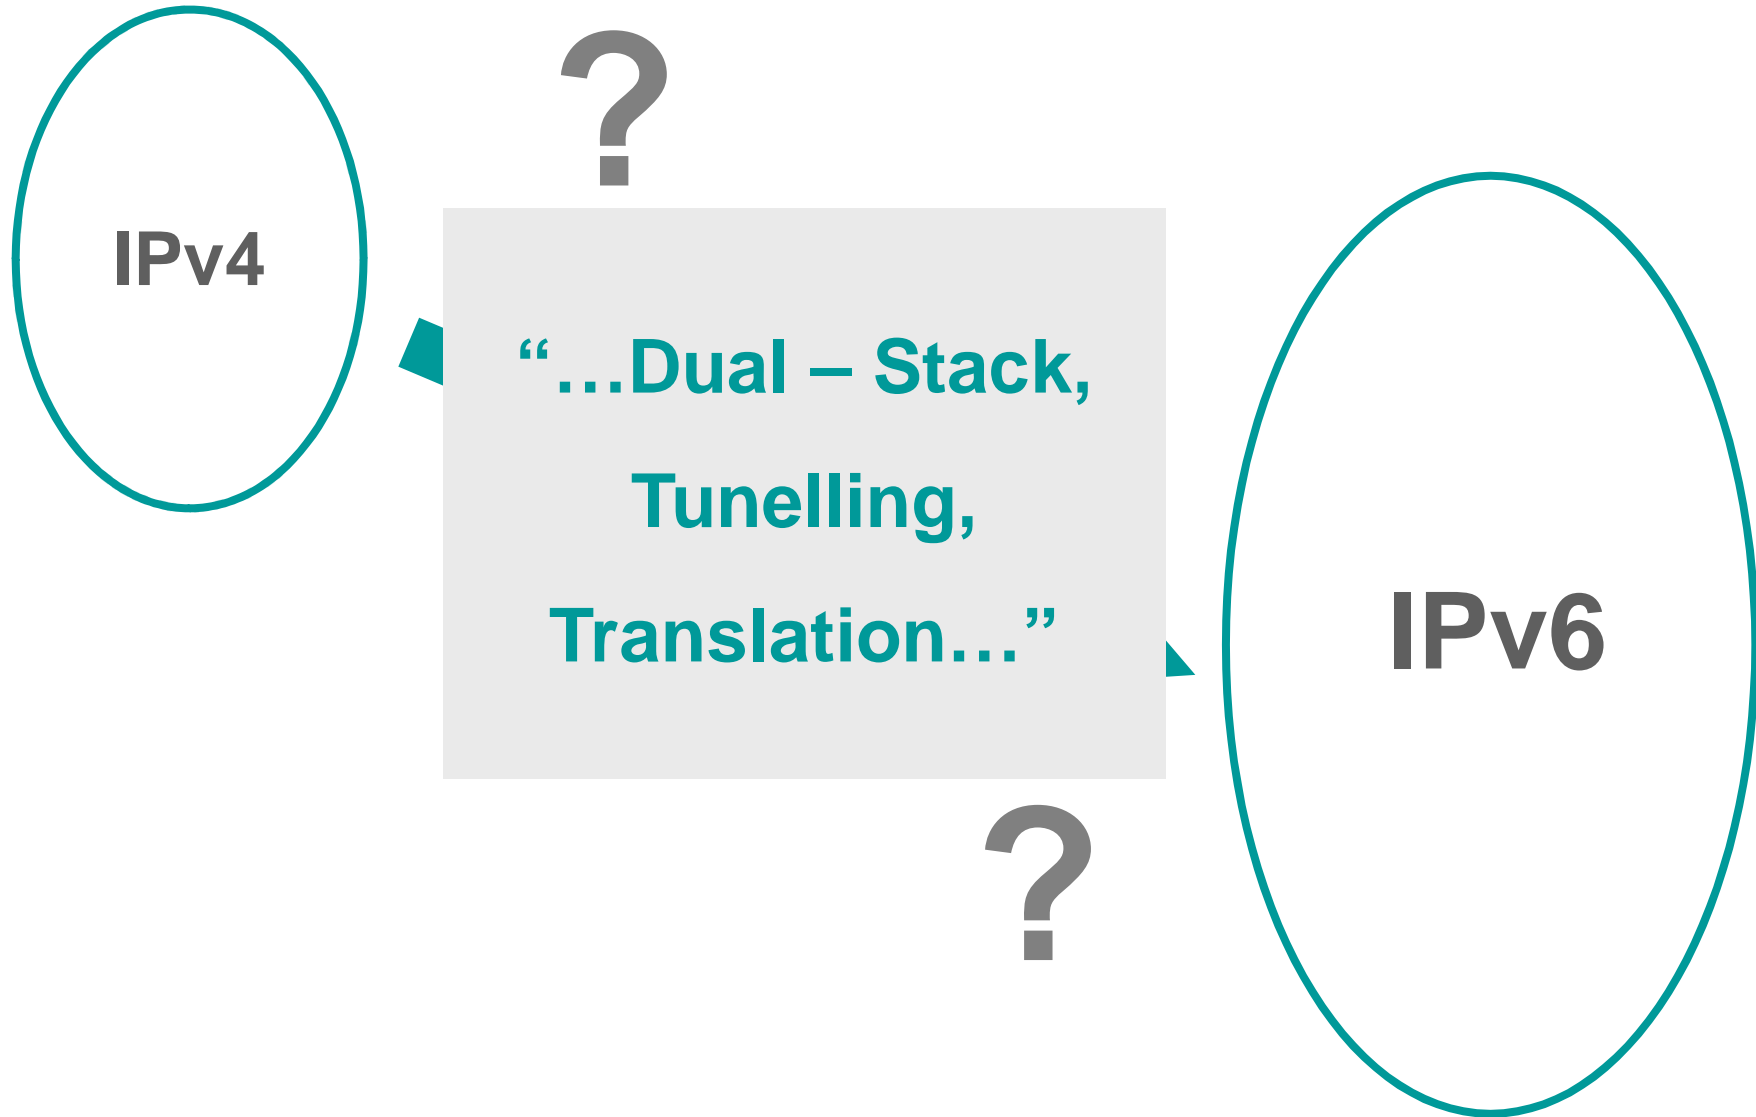 ?
IPv4
“…Dual – Stack,
Tunelling,
Translation…”
IPv6
?